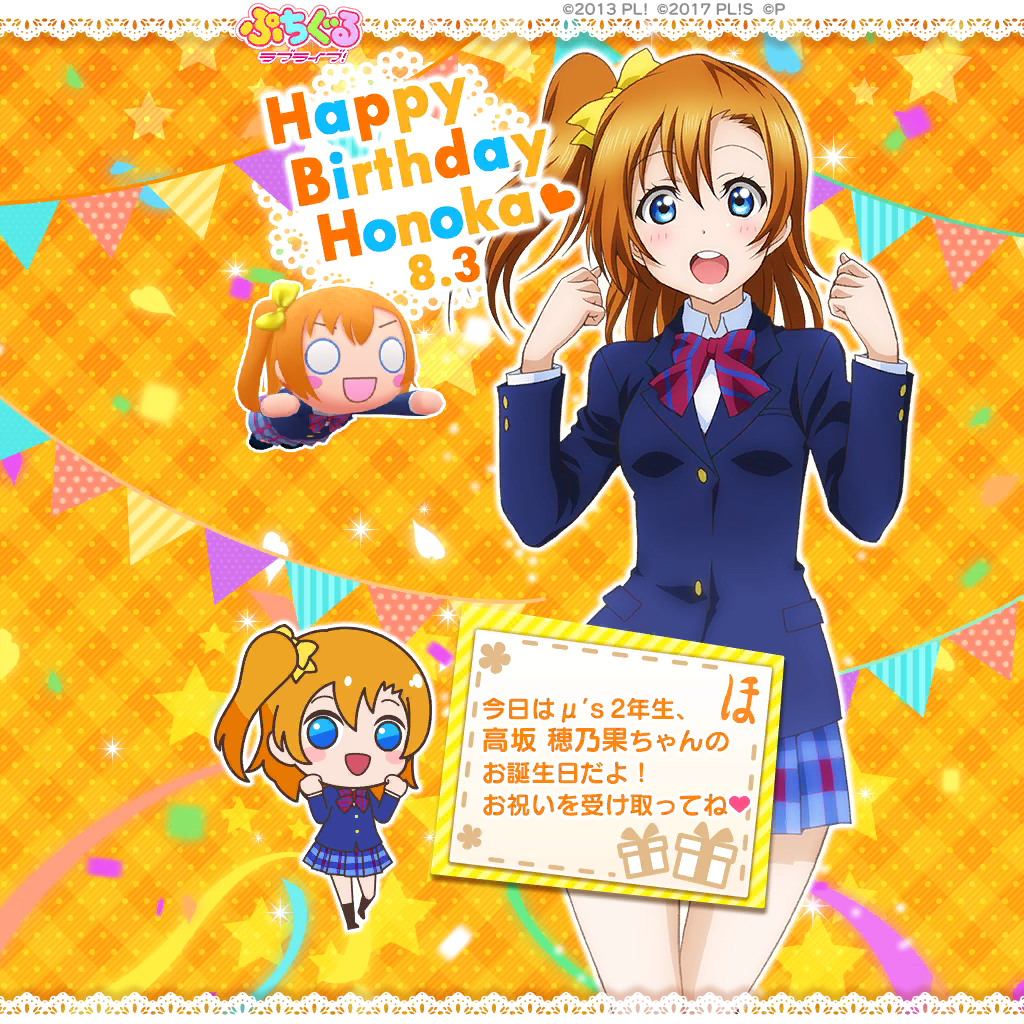 ©2013 PL! ©2017 PL!S ©P
ぷちぐる
ラブライブ!
Happy
Birthday
Honoka
8.3
ほ
今日はμ's 2年生、
高坂 穂乃果ちゃんの
お誕生日だよ！
お祝いを受け取ってね